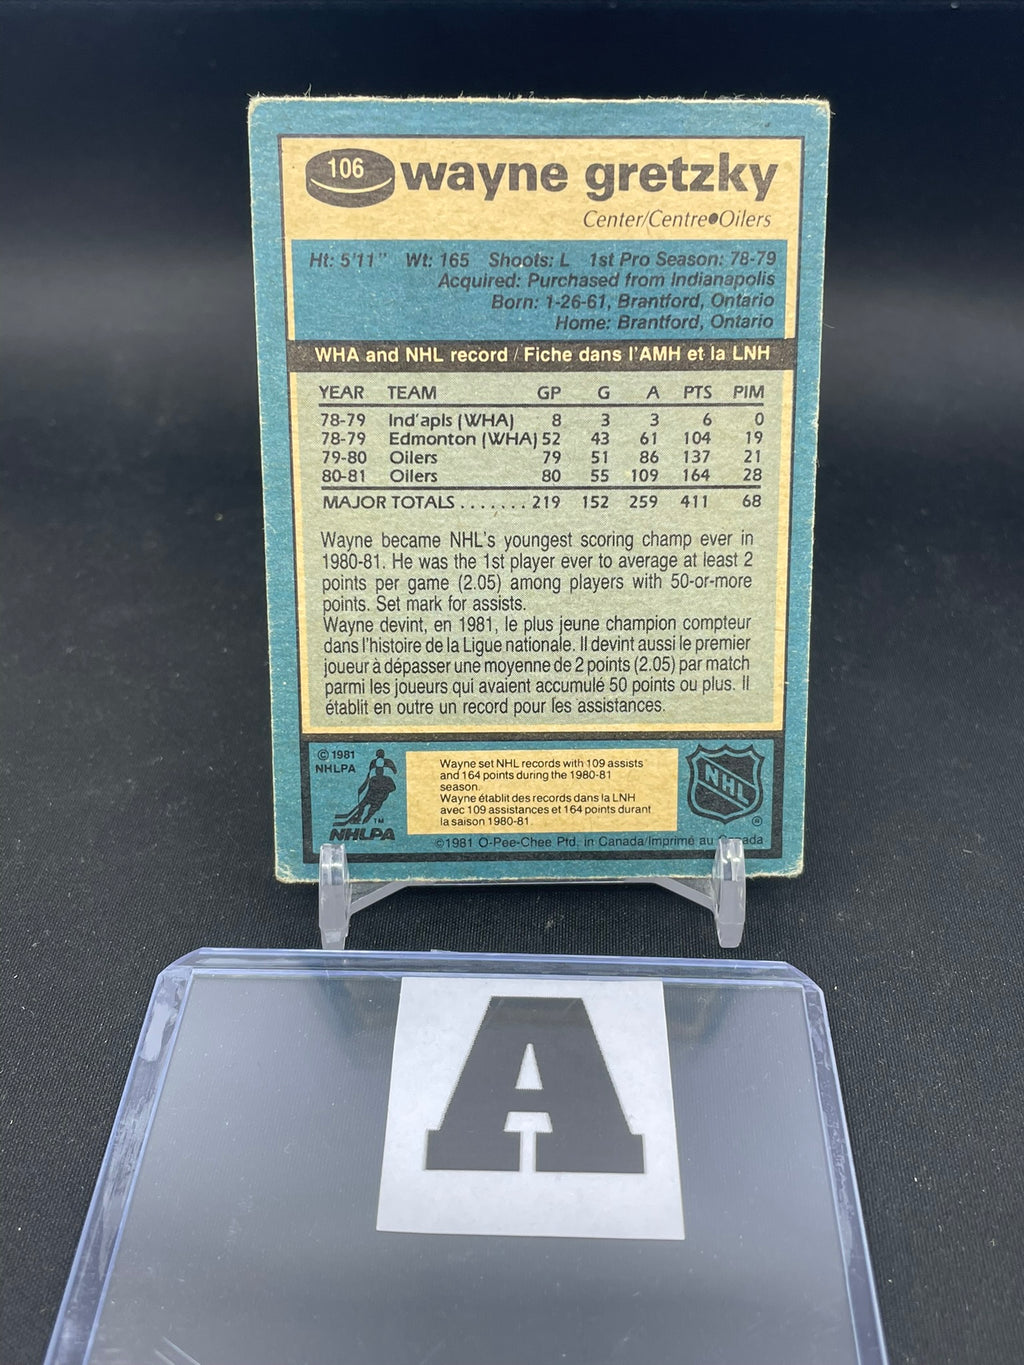 106 wayne gretzky
Center/Centre●Oilers
Ht: 5'11" Wt: 165 Shoots: L 1st Pro Season: 78-79
Acquired: Purchased from Indianapolis
Born: 1-26-61, Brantford, Ontario
Home: Brantford, Ontario
WHA and NHL record / Fiche dans l'AMH et la LNH
YEAR TEAM GP G A PTS PIM
78-79 Ind'apls (WHA) 8 3 3 6 0
78-79 Edmonton (WHA) 52 43 61 104 19
79-80 Oilers 79 51 86 137 21
80-81 Oilers 80 55 109 164 28
MAJOR TOTALS ....... 219 152 259 411 68
Wayne became NHL's youngest scoring champ ever in
1980-81. He was the 1st player ever to average at least 2
points per game (2.05) among players with 50-or-more
points. Set mark for assists.
Wayne devint, en 1981, le plus jeune champion compteur
dans l'histoire de la Ligue nationale. Il devint aussi le premier
joueur à dépasser une moyenne de 2 points (2.05) par match
parmi les joueurs qui avaient accumulé 50 points ou plus. Il
établit en outre un record pour les assistances.
© 1981
NHLPA
TM
NHLPA
Wayne set NHL records with 109 assists
and 164 points during the 1980-81
season.
Wayne établit des records dans la LNH
avec 109 assistances et 164 points durant
la saison 1980-81.
NHL
®
©1981 O-Pee-Chee Ptd. in Canada/Imprimé au Canada
A